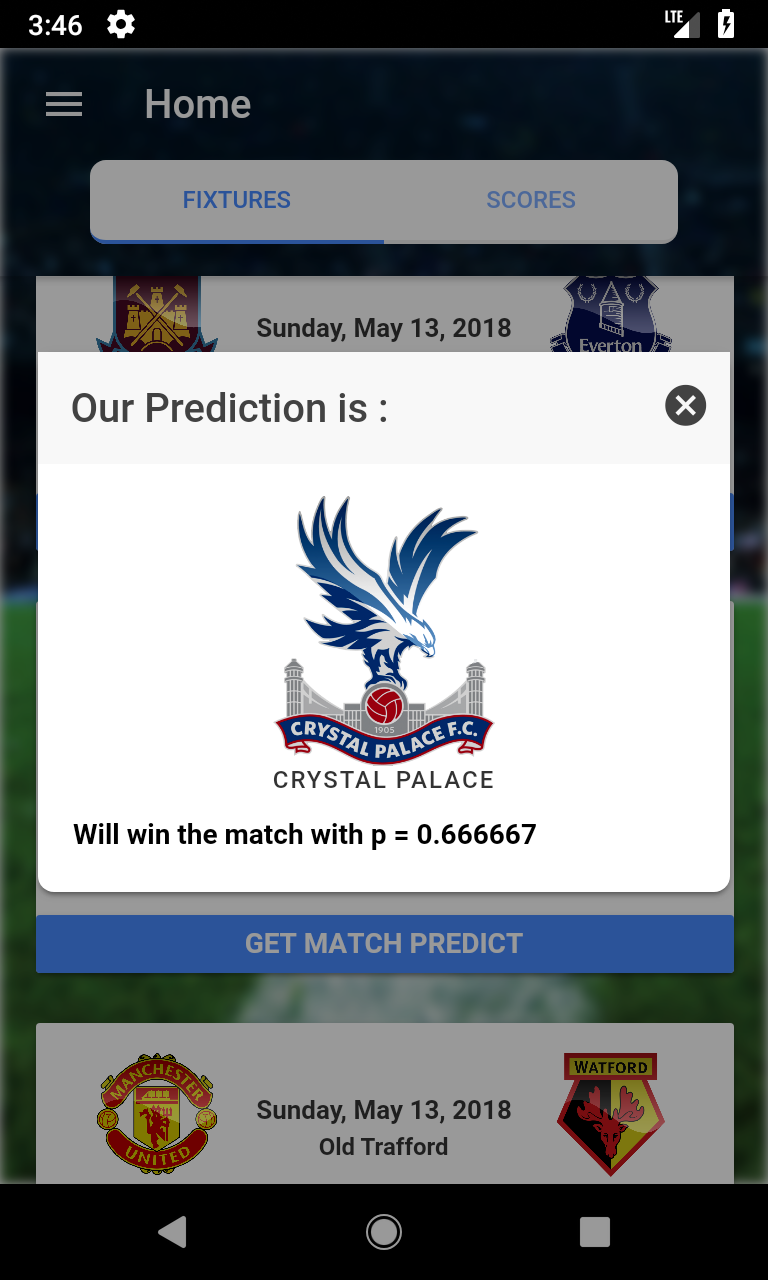 3:46
LTE
Home
FIXTURES
SCORES
Sunday, May 13, 2018
Everton
Our Prediction is :
1905
CRYSTAL PALACE F.C.
CRYSTAL PALACE
Will win the match with p = 0.666667
GET MATCH PREDICT
MANCHESTER
UNITED
Sunday, May 13, 2018
Old Trafford
WATFORD